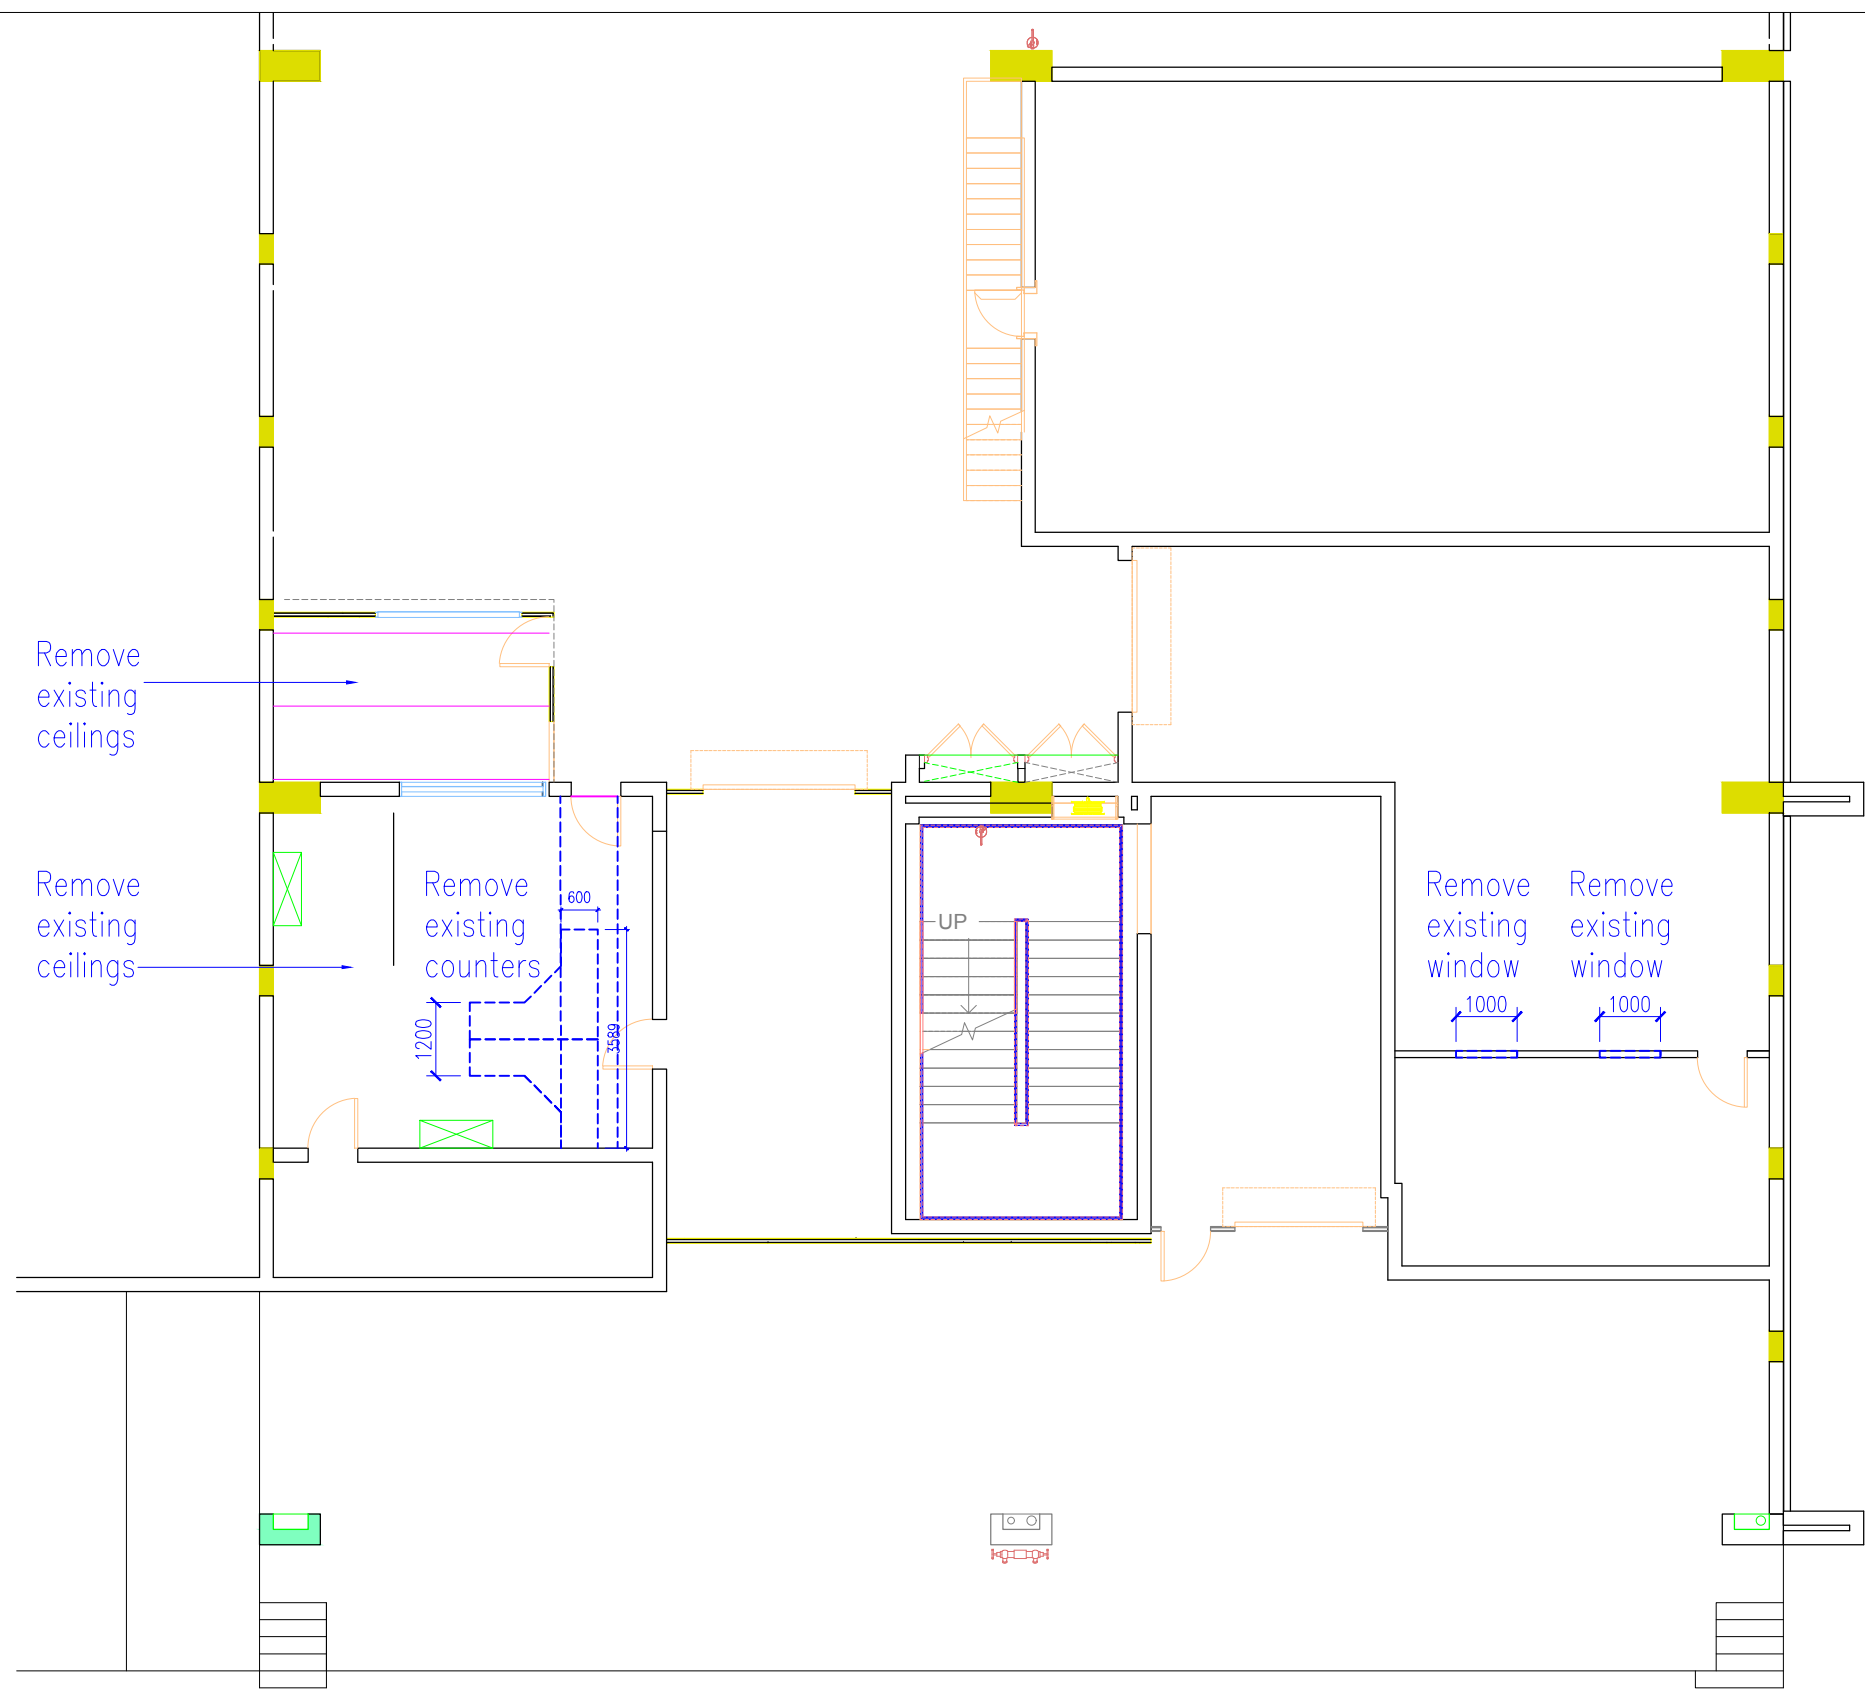 Remove
existing
ceilings
Remove
existing
ceilings
Remove
existing
counters
600
1200
3589
UP
Remove
existing
window
1000
Remove
existing
window
1000